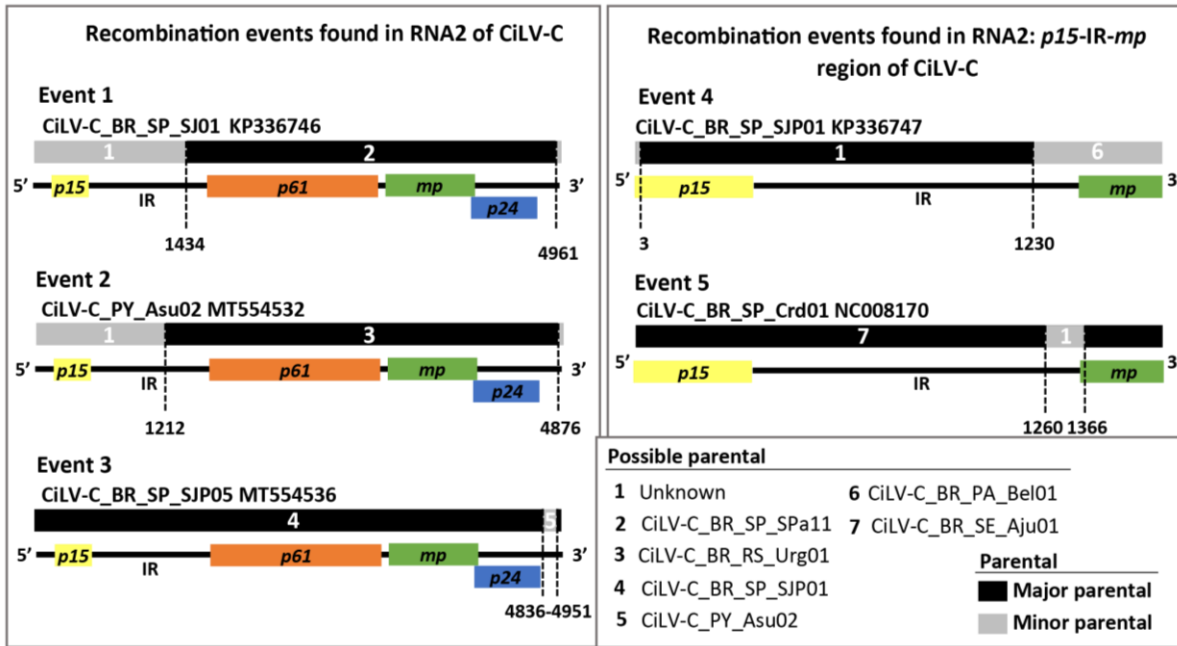 Recombination events found in RNA2 of CiLV-C
Event 1
CiLV-C_BR_SP_SJ01 KP336746
1 2
5’ p15 IR p61 mp p24 3’
1434 4961
Event 2
CiLV-C_PY_Asu02 MT554532
1 3
5’ p15 IR p61 mp p24 3’
1212 4876
Event 3
CiLV-C_BR_SP_SJP05 MT554536
4 5
5’ p15 IR p61 mp p24 3’
4836-4951
Recombination events found in RNA2: p15-IR-mp
region of CiLV-C
Event 4
CiLV-C_BR_SP_SJP01 KP336747
1 6
5’ p15 IR mp 3’
3 1230
Event 5
CiLV-C_BR_SP_Crd01 NC008170
7 1
5’ p15 IR mp 3’
1260 1366
Possible parental
1 Unknown
2 CiLV-C_BR_SP_SPa11
3 CiLV-C_BR_RS_Urg01
4 CiLV-C_BR_SP_SJP01
5 CiLV-C_PY_Asu02
6 CiLV-C_BR_PA_Bel01
7 CiLV-C_BR_SE_Aju01
Parental
Major parental
Minor parental